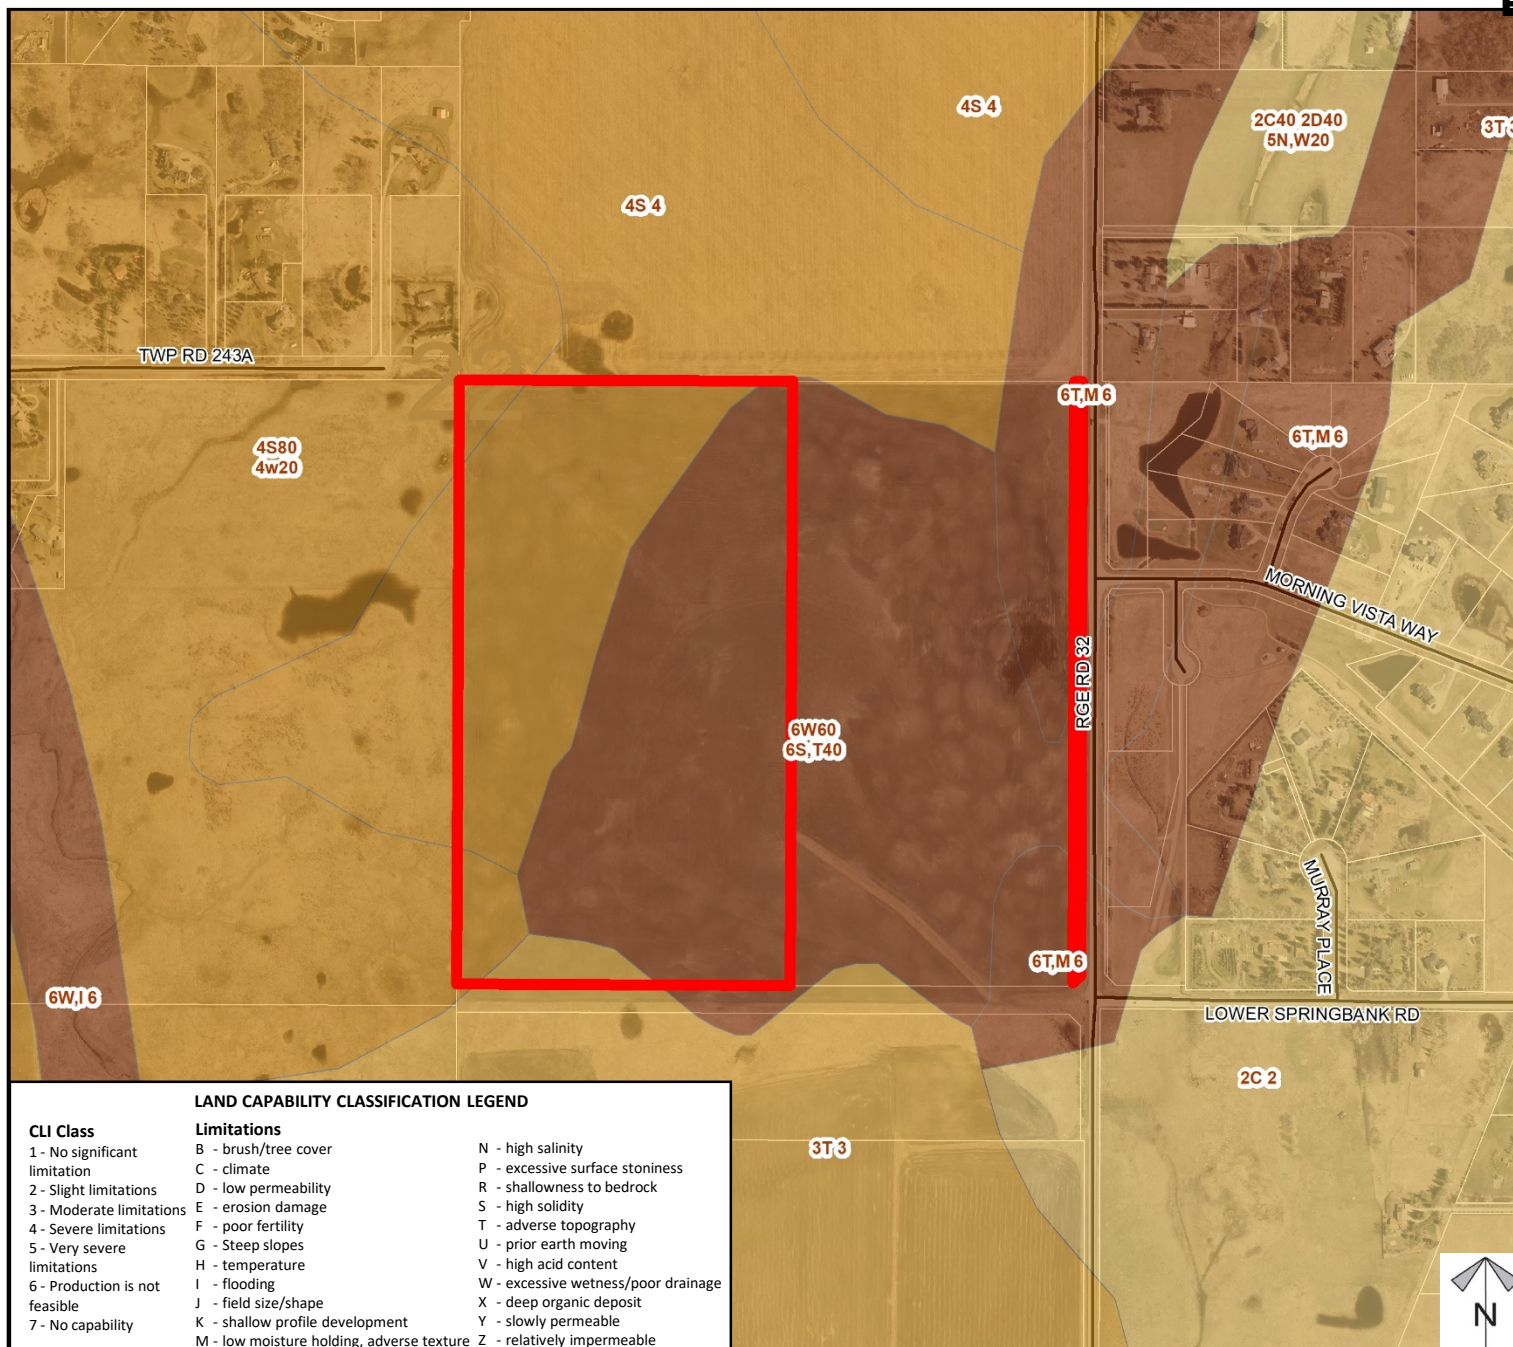 4S 4
2C40 2D40
5N,W20
3T 3
4S 4
TWP RD 243A
22
6T,M 6
6T,M 6
4S80
4w20
MORNING VISTA WAY
RGE RD 32
6W60
6S,T40
MURRAY PLACE
6T,M 6
6W,I 6
LOWER SPRINGBANK RD
2C 2
3T 3
LAND CAPABILITY CLASSIFICATION LEGEND
CLI Class
1 - No significant
limitation
2 - Slight limitations
3 - Moderate limitations
4 - Severe limitations
5 - Very severe
limitations
6 - Production is not
feasible
7 - No capability
Limitations
B - brush/tree cover
C - climate
D - low permeability
E - erosion damage
F - poor fertility
G - Steep slopes
H - temperature
I - flooding
J - field size/shape
K - shallow profile development
M - low moisture holding, adverse texture
N - high salinity
P - excessive surface stoniness
R - shallowness to bedrock
S - high solidity
T - adverse topography
U - prior earth moving
V - high acid content
W - excessive wetness/poor drainage
X - deep organic deposit
Y - slowly permeable
Z - relatively impermeable
N